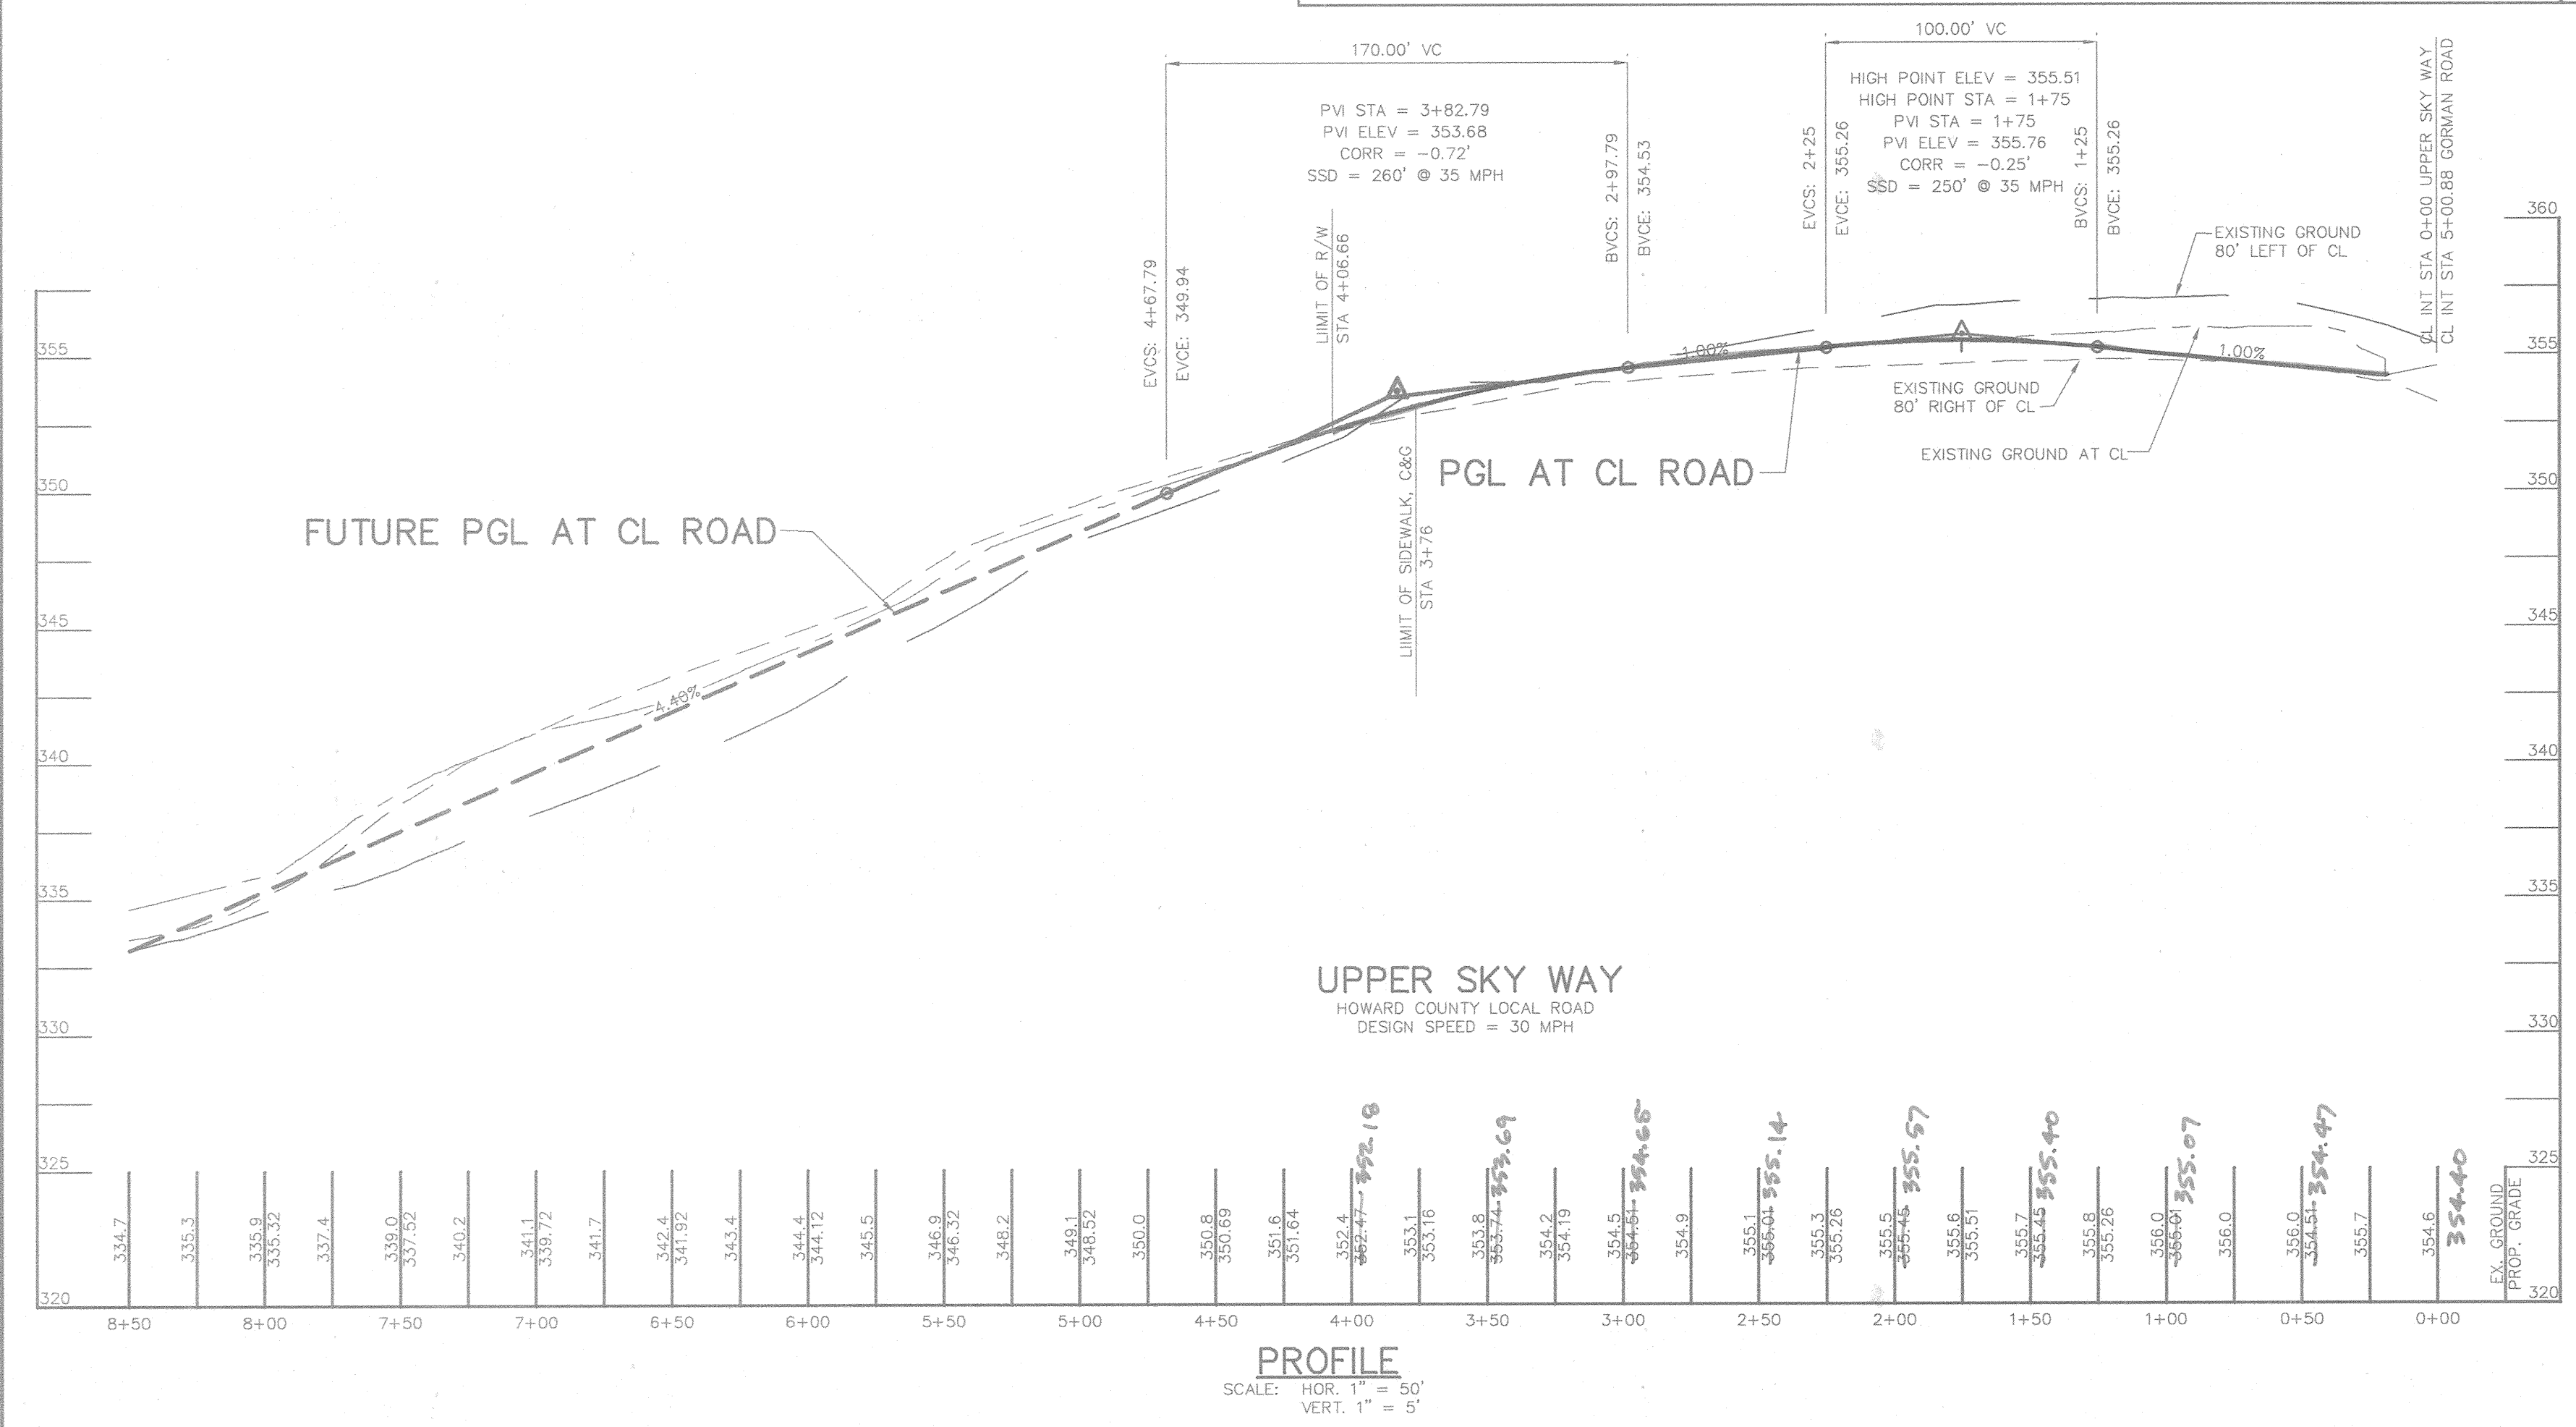 170.00' VC
100.00' VC
PVI STA = 3+82.79
PVI ELEV = 353.68
CORR = -0.72'
SSD = 260' @ 35 MPH
HIGH POINT ELEV = 355.51
HIGH POINT STA = 1+75
PVI STA = 1+75
PVI ELEV = 355.76
CORR = -0.25'
SSD = 250' @ 35 MPH
EVCS: 4+67.79
EVCE: 349.94
LIIMIT OF R/W
STA 4+06.66
BVCS: 2+97.79
BVCE: 354.53
EVCS: 2+25
EVCE: 355.26
BVCS: 1+25
BVCE: 355.26
CL INT STA 0+00 UPPER SKY WAY
CL INT STA 5+00.88 GORMAN ROAD
EXISTING GROUND
80' LEFT OF CL
1.00%
1.00%
EXISTING GROUND
80' RIGHT OF CL
EXISTING GROUND AT CL
PGL AT CL ROAD
LIIMIT OF SIDEWALK, C&G
STA 3+76
FUTURE PGL AT CL ROAD
4.40%
355
350
345
340
335
330
325
320
360
355
350
345
340
335
330
325
320
UPPER SKY WAY
HOWARD COUNTY LOCAL ROAD
DESIGN SPEED = 30 MPH
334.7
335.3
335.9
335.32
337.4
339.0
337.52
340.2
341.1
339.72
341.7
342.4
341.92
343.4
344.4
344.12
345.5
346.9
346.32
348.2
349.1
348.52
350.0
350.8
350.69
351.6
351.64
352.4
352.47 352.18
353.1
353.16
353.8
353.74 353.69
354.2
354.19
354.5
354.51 354.68
354.9
355.1
355.01 355.14
355.3
355.26
355.5
355.45 355.57
355.6
355.51
355.7
355.45 355.40
355.8
355.26
356.0
355.01 355.07
356.0
356.0
354.51 354.47
355.7
354.6
354.40
EX. GROUND
PROP. GRADE
8+50 8+00 7+50 7+00 6+50 6+00 5+50 5+00 4+50 4+00 3+50 3+00 2+50 2+00 1+50 1+00 0+50 0+00
PROFILE
SCALE: HOR. 1" = 50'
VERT. 1" = 5'